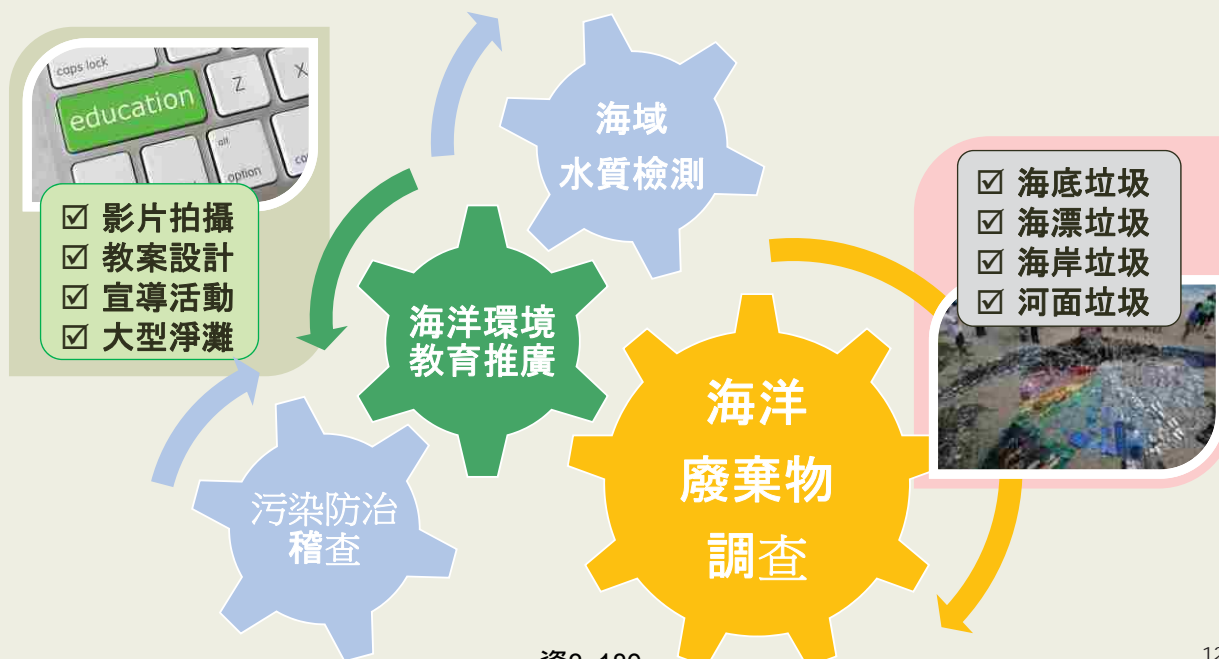 caps lock
education
Z
X
alt
option
☑ 影片拍攝
☑ 教案設計
☑ 宣導活動
☑ 大型淨灘
海域
水質檢測
海洋環境
教育推廣
污染防治
稽查
海洋
廢棄物
調查
☑ 海底垃圾
☑ 海漂垃圾
☑ 海岸垃圾
☑ 河面垃圾
12